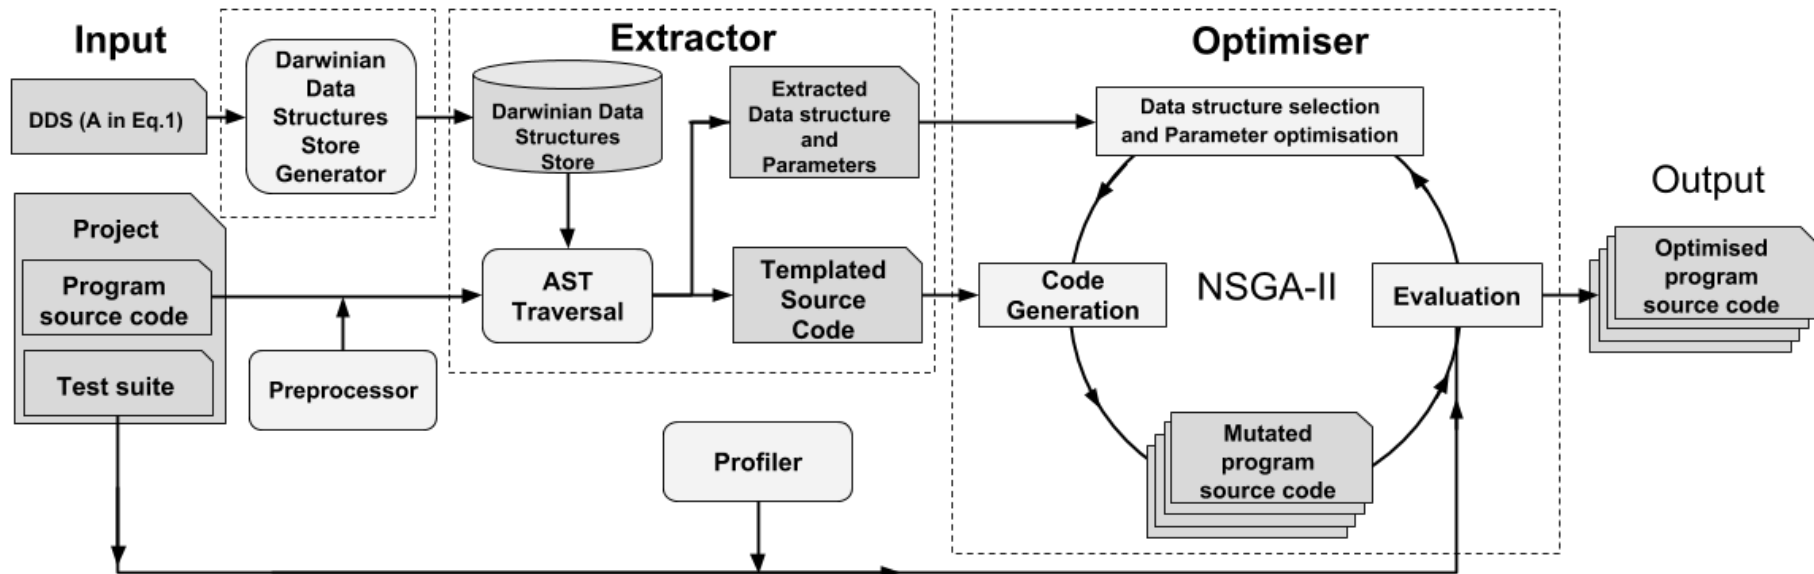 Input
DDS (A in Eq.1)
Darwinian
Data
Structures
Store
Generator
Project
Program
source code
Test suite
Preprocessor
Extractor
Darwinian Data
Structures
Store
AST
Traversal
Extracted
Data structure
and
Parameters
Templated
Source
Code
Profiler
Optimiser
Data structure selection
and Parameter optimisation
Code
Generation
NSGA-II
Evaluation
Mutated
program
source code
Output
Optimised
program
source code